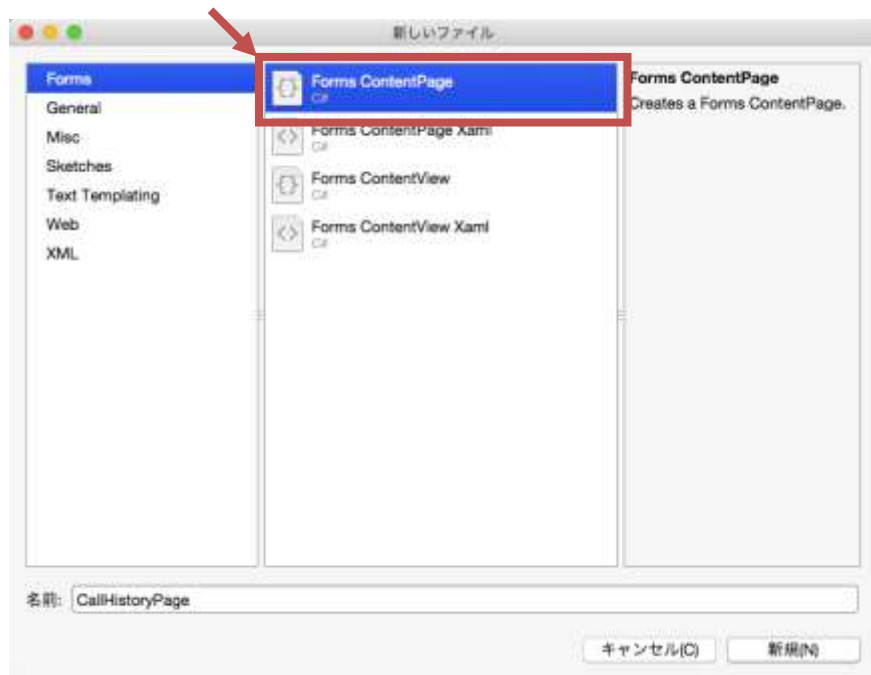 新しいファイル
Forms
General
Misc
Sketches
Text Templating
Web
XML
Forms ContentPage
C#
Forms ContentPage Xaml
C#
Forms ContentView
C#
Forms ContentView Xaml
C#
Forms ContentPage
Creates a Forms ContentPage.
名前: CallHistoryPage
キャンセル(C)
新規(N)